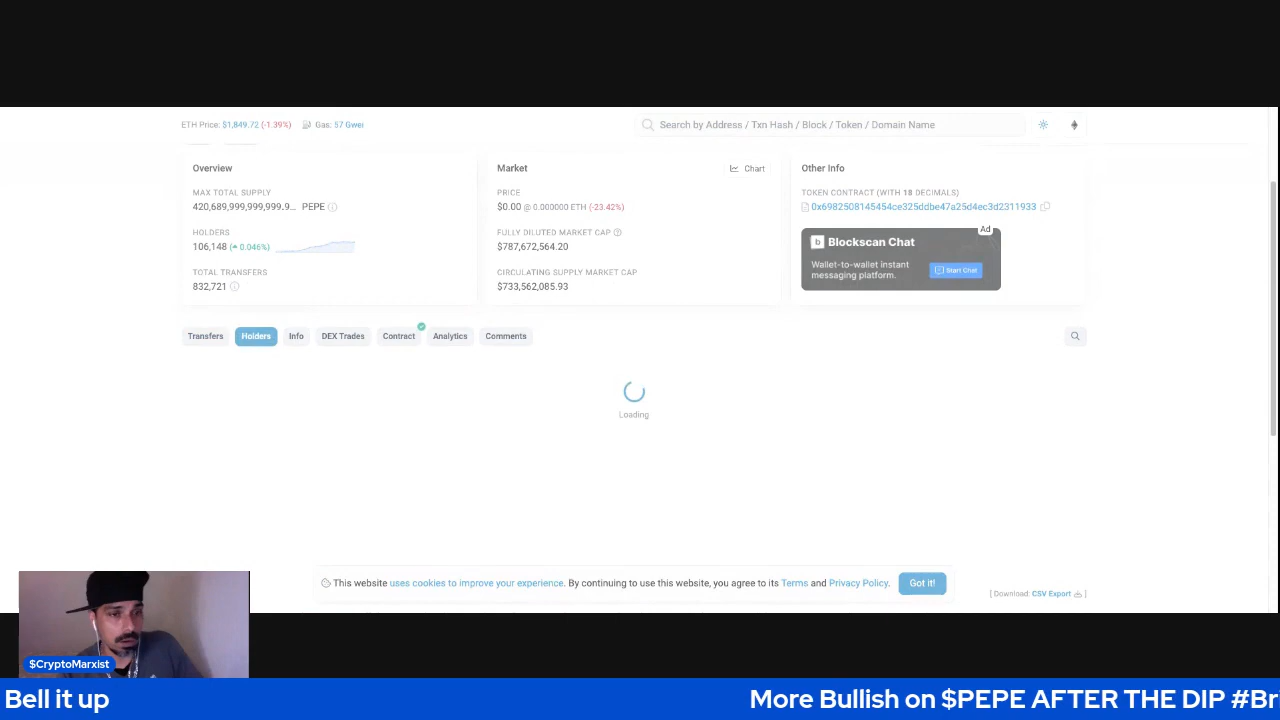 ETH Price: $1,849.72 (-1.39%) Gas: 57 Gwei
Search by Address / Txn Hash / Block / Token / Domain Name
Overview
MAX TOTAL SUPPLY
420,689,999,999,999.9... PEPE
HOLDERS
106,148 (0.046%)
TOTAL TRANSFERS
832,721
Market
Chart
PRICE
$0.00 @ 0.000000 ETH (-23.42%)
FULLY DILUTED MARKET CAP
$787,672,564.20
CIRCULATING SUPPLY MARKET CAP
$733,562,085.93
Other Info
TOKEN CONTRACT (WITH 18 DECIMALS)
0x6982508145454ce325ddbe47a25d4ec3d2311933
Ad
b Blockscan Chat
Wallet-to-wallet instant
messaging platform.
Start Chat
Transfers Holders Info DEX Trades Contract Analytics Comments
Loading
This website uses cookies to improve your experience. By continuing to use this website, you agree to its Terms and Privacy Policy. Got it!
[ Download: CSV Export ]
$CryptoMarxist
Bell it up More Bullish on $PEPE AFTER THE DIP #Br